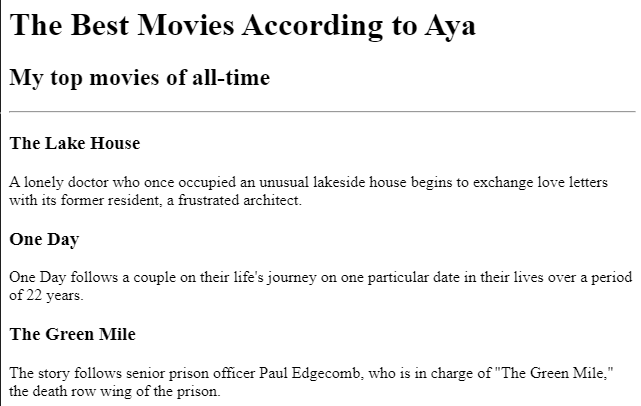 The Best Movies According to Aya
My top movies of all-time
The Lake House
A lonely doctor who once occupied an unusual lakeside house begins to exchange love letters
with its former resident, a frustrated architect.
One Day
One Day follows a couple on their life's journey on one particular date in their lives over a period
of 22 years.
The Green Mile
The story follows senior prison officer Paul Edgecomb, who is in charge of "The Green Mile,"
the death row wing of the prison.